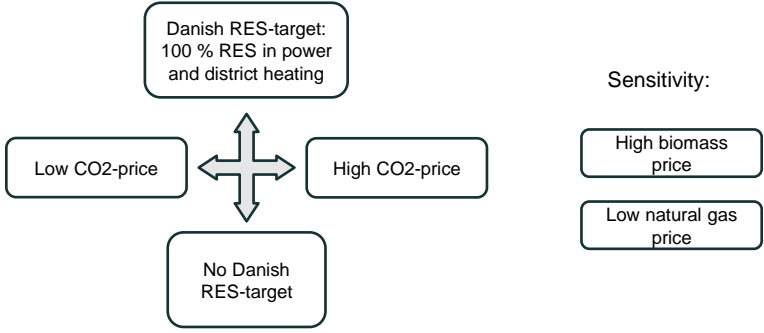 Danish RES-target:
100 % RES in power
and district heating
Sensitivity:
Low CO2-price
High CO2-price
High biomass
price
Low natural gas
price
No Danish
RES-target